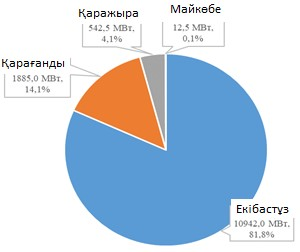 Қаражыра
542,5 МВт,
4,1%
Майкөбе
12,5 МВт,
0,1%
Қарағанды
1885,0 МВт,
14,1%
Екібастұз
10942,0 МВт,
81,8%